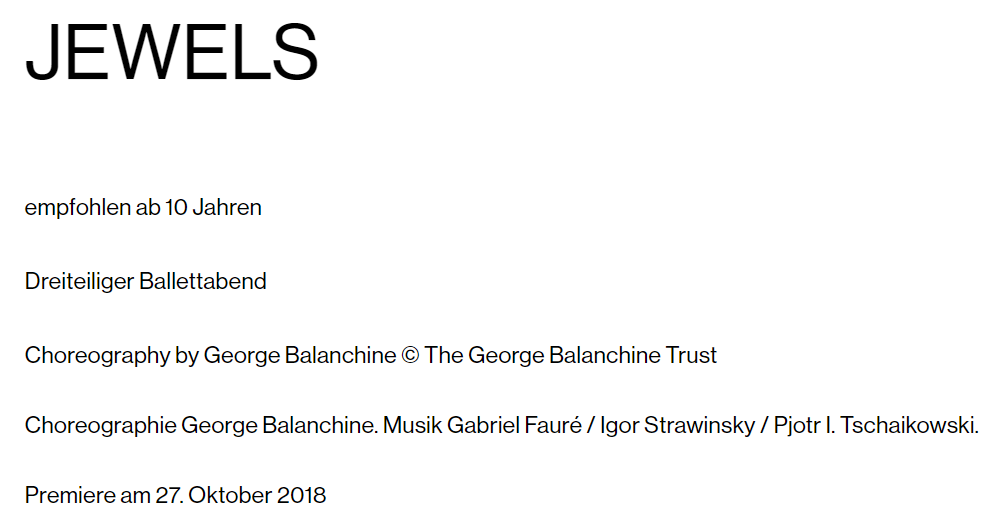 JEWELS
empfohlen ab 10 Jahren
Dreiteiliger Ballettabend
Choreography by George Balanchine © The George Balanchine Trust
Choreographie George Balanchine. Musik Gabriel Fauré / Igor Strawinsky / Pjotr I. Tschaikowski.
Premiere am 27. Oktober 2018